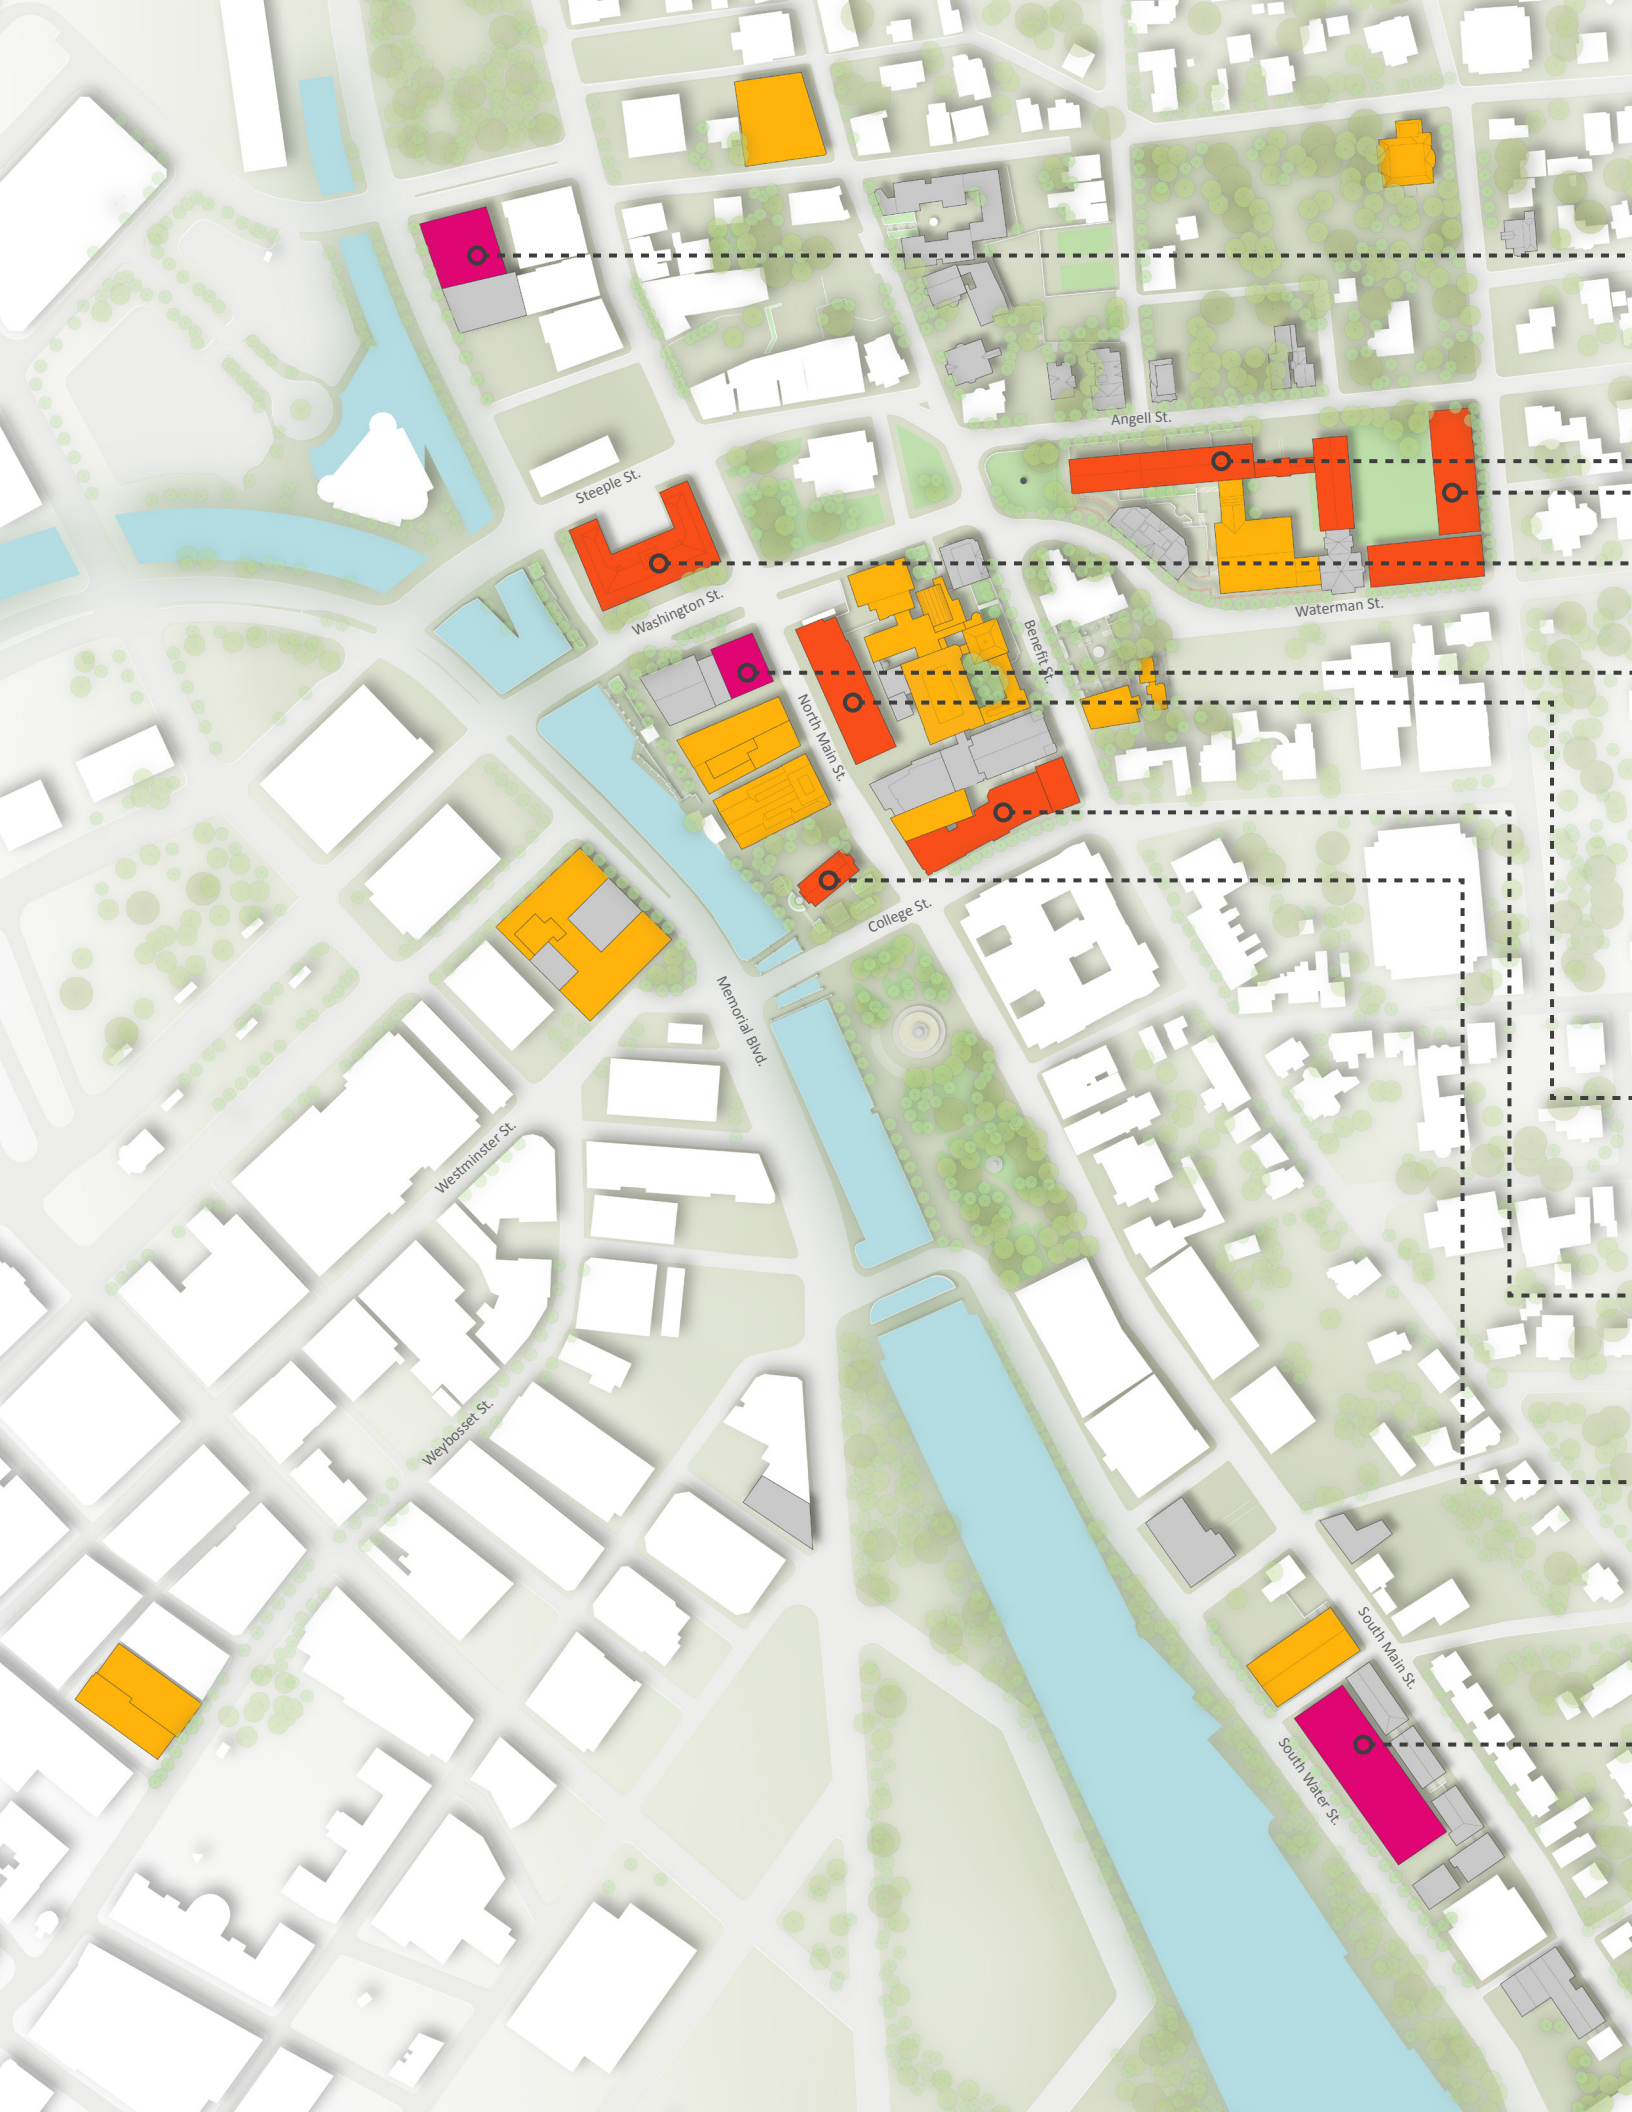 Angell St.
Steeple St.
Washington St.
Waterman St.
Benefit St.
North Main St.
College St.
Memorial Blvd.
Westminster St.
Weybosset St.
South Main St.
South Water St.